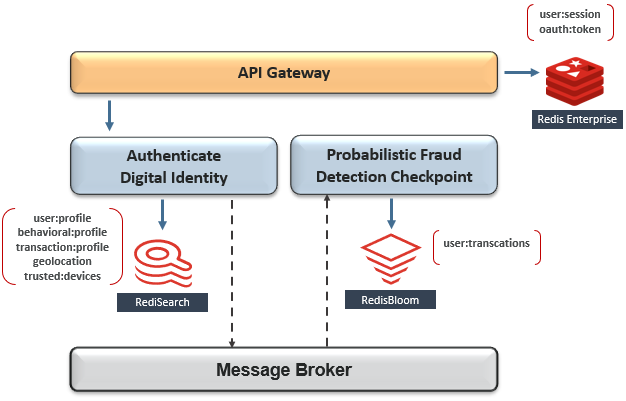 user:session
oauth:token
API Gateway
Redis Enterprise
Authenticate
Digital Identity
Probabilistic Fraud
Detection Checkpoint
user:profile
behavioral:profile
transaction:profile
geolocation
trusted:devices
RediSearch
user:transcations
RedisBloom
Message Broker